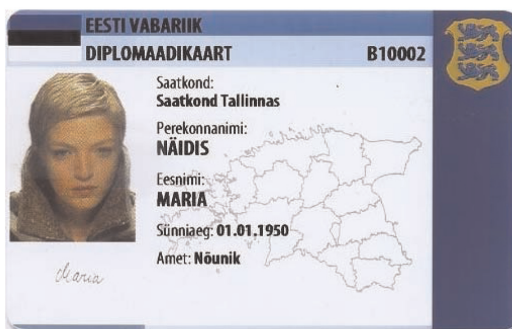 EESTI VABARIIK
DIPLOMAADIKAART B10002
Saatkond:
Saatkond Tallinnas
Perekonnanimi:
NÄIDIS
Eesnimi:
MARIA
Sünniaeg: 01.01.1950
Amet: Nõunik
Maria